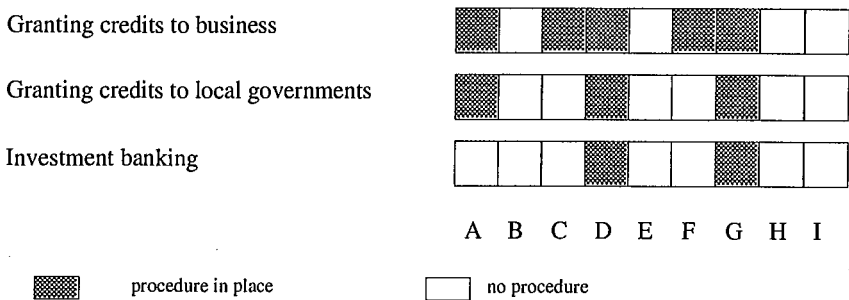 Granting credits to business
Granting credits to local governments
Investment banking
A B C D E F G H I
procedure in place no procedure